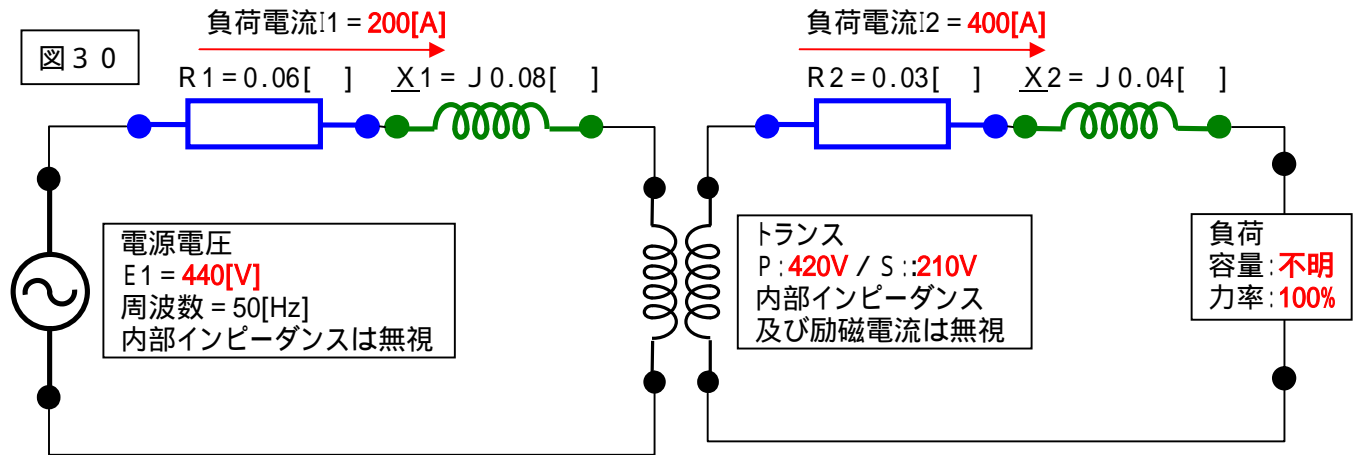 図３０
負荷電流I1 = 200[A]
R1 = 0.06[　]
X1 = J0.08[　]
負荷電流I2 = 400[A]
R2 = 0.03[　]
X2 = J0.04[　]
電源電圧
E1 = 440[V]
周波数 = 50[Hz]
内部インピーダンスは無視
トランス
P:420V / S::210V
内部インピーダンス
及び励磁電流は無視
負荷
容量:不明
力率:100%